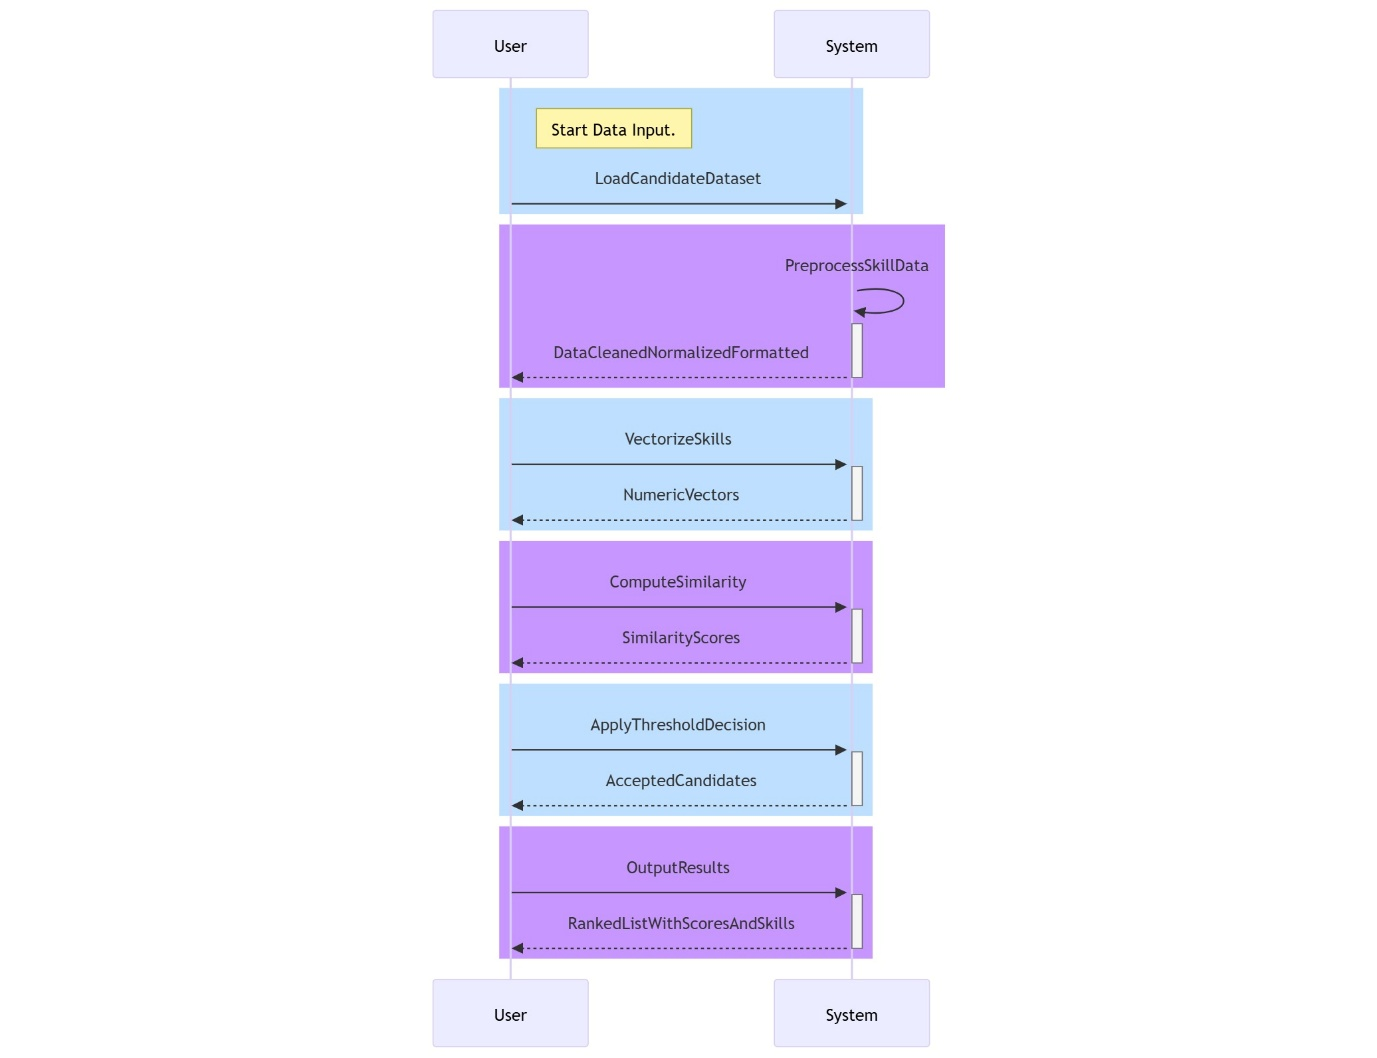 User
System
Start Data Input.
LoadCandidateDataset
PreprocessSkillData
DataCleanedNormalizedFormatted
VectorizeSkills
NumericVectors
ComputeSimilarity
SimilarityScores
ApplyThresholdDecision
AcceptedCandidates
OutputResults
RankedListWithScoresAndSkills
User
System